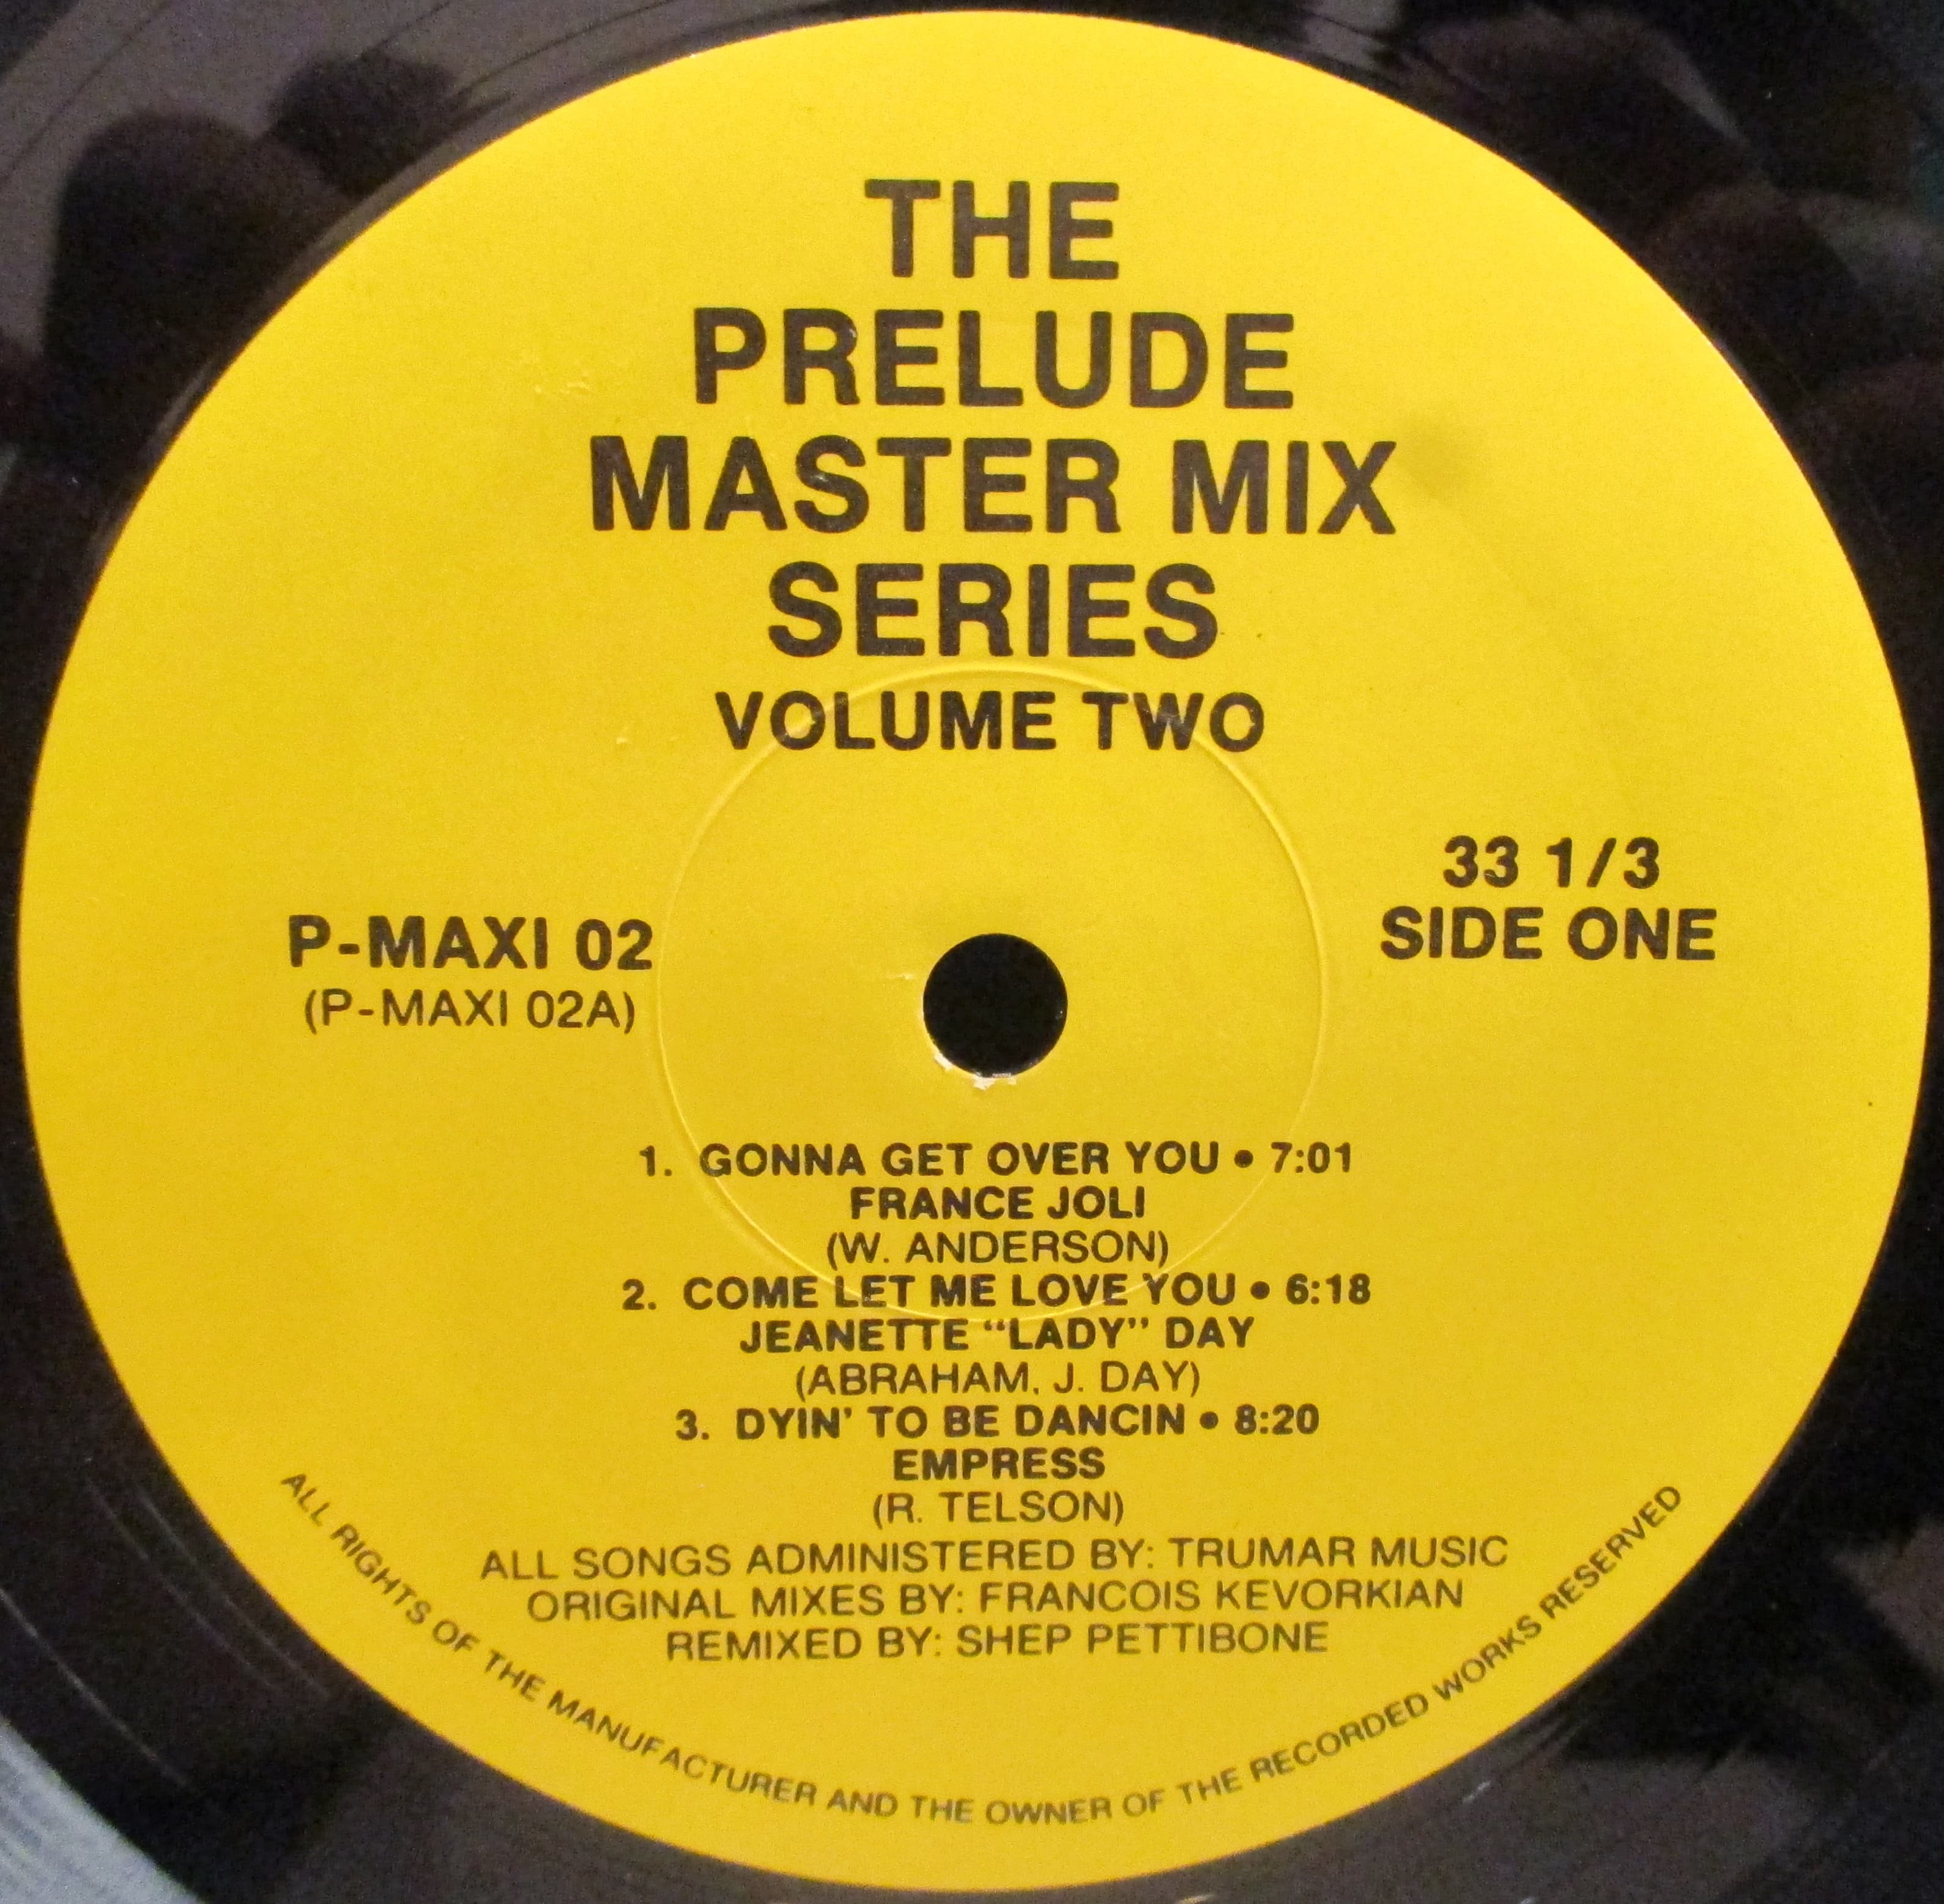 THE
PRELUDE
MASTER MIX
SERIES
VOLUME TWO
33 1/3
SIDE ONE
P-MAXI 02
(P-MAXI 02A)
1. GONNA GET OVER YOU • 7:01
FRANCE JOLI
(W. ANDERSON)
2. COME LET ME LOVE YOU • 6:18
JEANETTE “LADY” DAY
(ABRAHAM, J. DAY)
3. DYIN’ TO BE DANCIN • 8:20
EMPRESS
(R. TELSON)
ALL SONGS ADMINISTERED BY: TRUMAR MUSIC
ORIGINAL MIXES BY: FRANCOIS KEVORKIAN
REMIXED BY: SHEP PETTIBONE
ALL RIGHTS OF THE MANUFACTURER AND THE OWNER OF THE RECORDED WORKS RESERVED